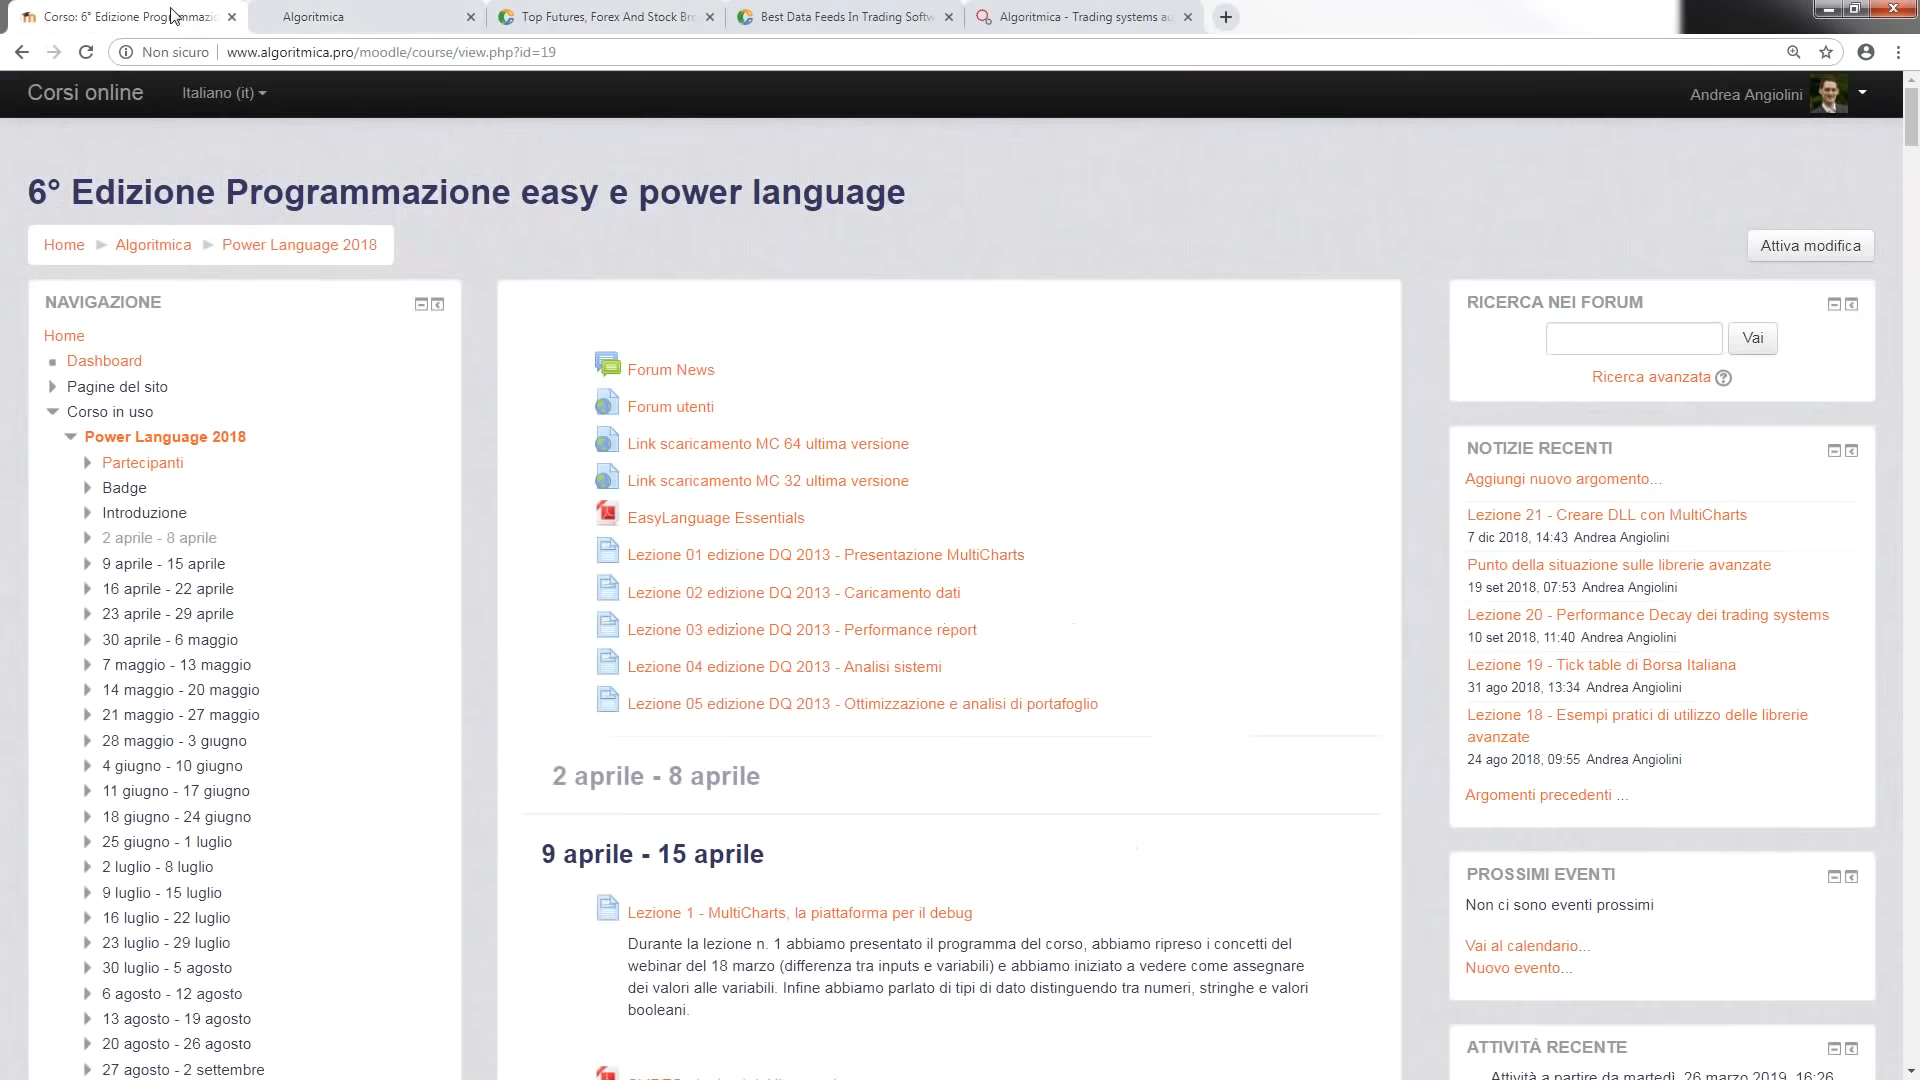 Corso: 6° Edizione Programmazio
Algoritmica
Top Futures, Forex And Stock Bro
Best Data Feeds In Trading Softw
Algoritmica - Trading systems au
Non sicuro
www.algoritmica.pro/moodle/course/view.php?id=19
Corsi online
Italiano (it)
Andrea Angiolini
6° Edizione Programmazione easy e power language
Home
Algoritmica
Power Language 2018
Attiva modifica
NAVIGAZIONE
Home
Dashboard
Pagine del sito
Corso in uso
Power Language 2018
Partecipanti
Badge
Introduzione
2 aprile - 8 aprile
9 aprile - 15 aprile
16 aprile - 22 aprile
23 aprile - 29 aprile
30 aprile - 6 maggio
7 maggio - 13 maggio
14 maggio - 20 maggio
21 maggio - 27 maggio
28 maggio - 3 giugno
4 giugno - 10 giugno
11 giugno - 17 giugno
18 giugno - 24 giugno
25 giugno - 1 luglio
2 luglio - 8 luglio
9 luglio - 15 luglio
16 luglio - 22 luglio
23 luglio - 29 luglio
30 luglio - 5 agosto
6 agosto - 12 agosto
13 agosto - 19 agosto
20 agosto - 26 agosto
27 agosto - 2 settembre
Forum News
Forum utenti
Link scaricamento MC 64 ultima versione
Link scaricamento MC 32 ultima versione
EasyLanguage Essentials
Lezione 01 edizione DQ 2013 - Presentazione MultiCharts
Lezione 02 edizione DQ 2013 - Caricamento dati
Lezione 03 edizione DQ 2013 - Performance report
Lezione 04 edizione DQ 2013 - Analisi sistemi
Lezione 05 edizione DQ 2013 - Ottimizzazione e analisi di portafoglio
2 aprile - 8 aprile
9 aprile - 15 aprile
Lezione 1 - MultiCharts, la piattaforma per il debug
Durante la lezione n. 1 abbiamo presentato il programma del corso, abbiamo ripreso i concetti del
webinar del 18 marzo (differenza tra inputs e variabili) e abbiamo iniziato a vedere come assegnare
dei valori alle variabili. Infine abbiamo parlato di tipi di dato distinguendo tra numeri, stringhe e valori
booleani.
RICERCA NEI FORUM
Vai
Ricerca avanzata
NOTIZIE RECENTI
Aggiungi nuovo argomento...
Lezione 21 - Creare DLL con MultiCharts
7 dic 2018, 14:43 Andrea Angiolini
Punto della situazione sulle librerie avanzate
19 set 2018, 07:53 Andrea Angiolini
Lezione 20 - Performance Decay dei trading systems
10 set 2018, 11:40 Andrea Angiolini
Lezione 19 - Tick table di Borsa Italiana
31 ago 2018, 13:34 Andrea Angiolini
Lezione 18 - Esempi pratici di utilizzo delle librerie
avanzate
24 ago 2018, 09:55 Andrea Angiolini
Argomenti precedenti ...
PROSSIMI EVENTI
Non ci sono eventi prossimi
Vai al calendario...
Nuovo evento...
ATTIVITÀ RECENTE
Attività a partire da martedì, 26 marzo 2019, 16:26